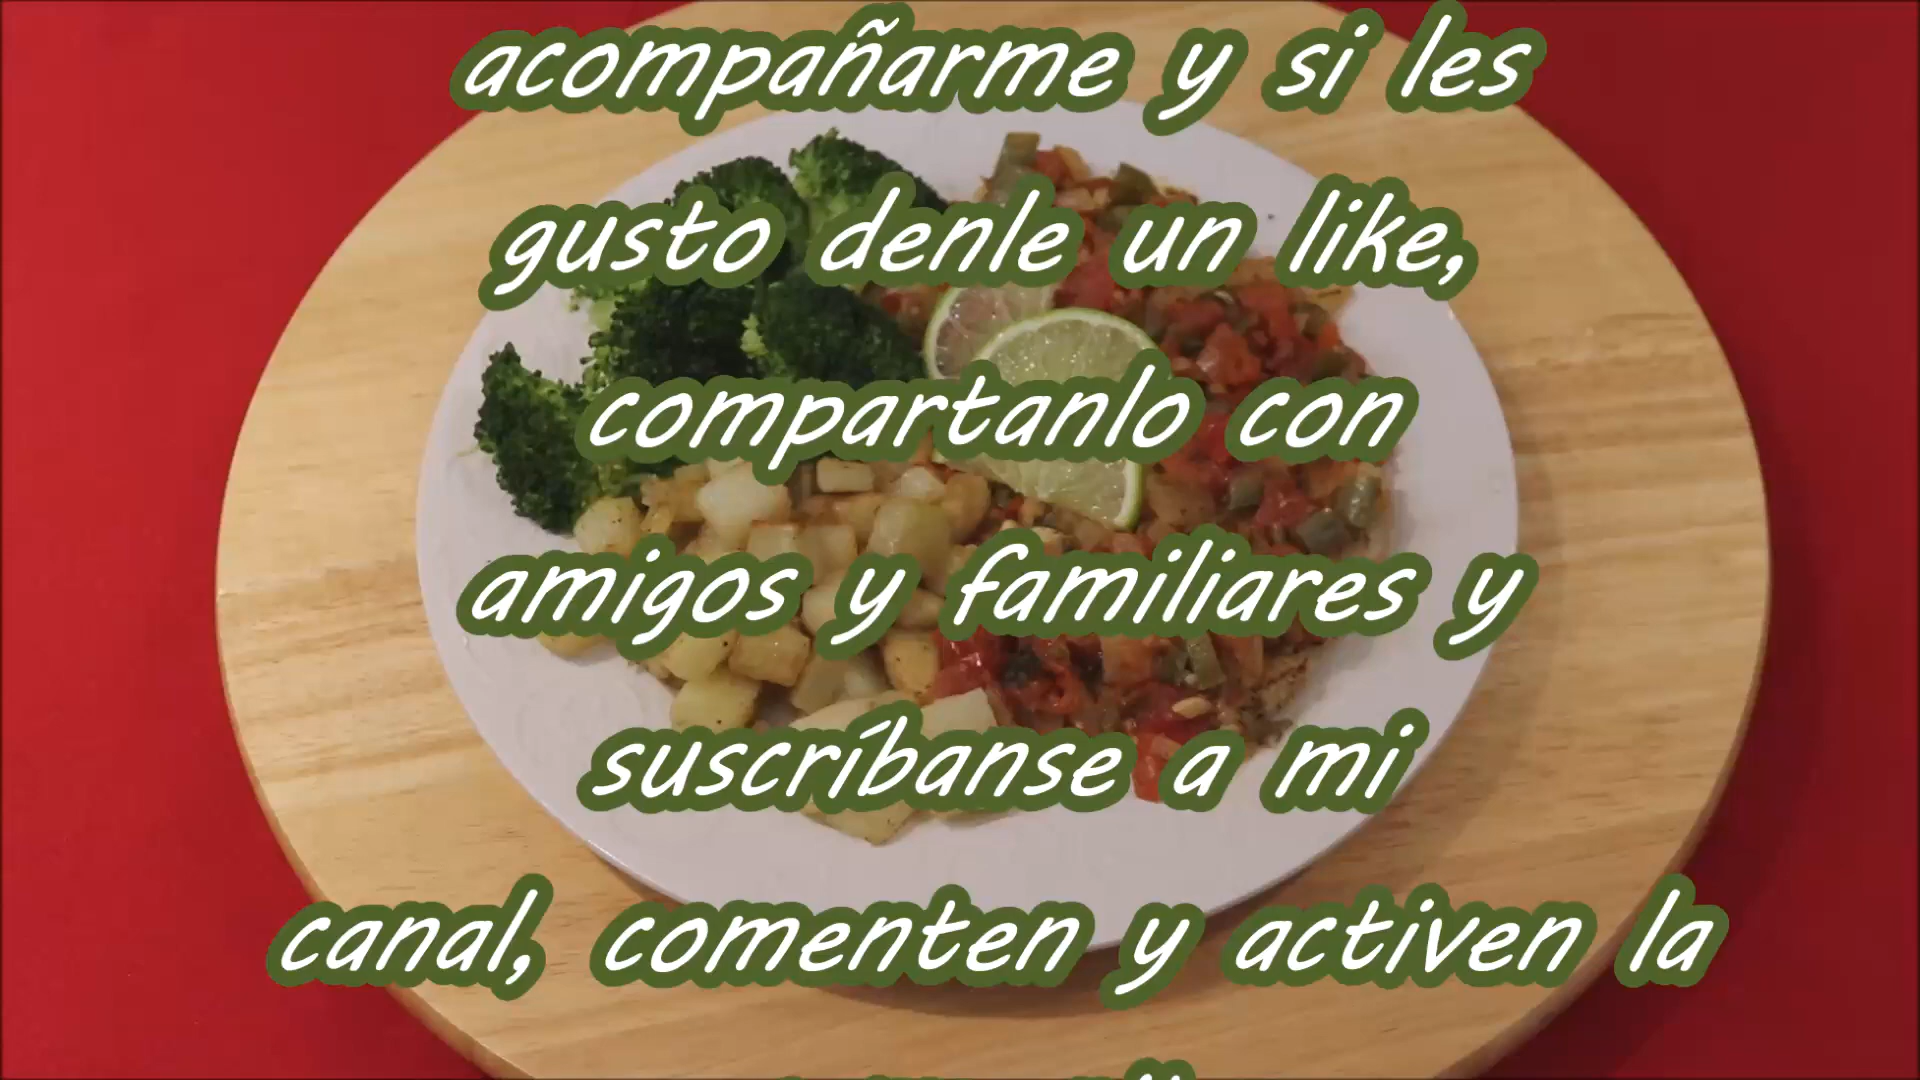 acompañarme y si les
gusto denle un like,
compartanlo con
amigos y familiares y
suscríbanse a mi
canal, comenten y activen la